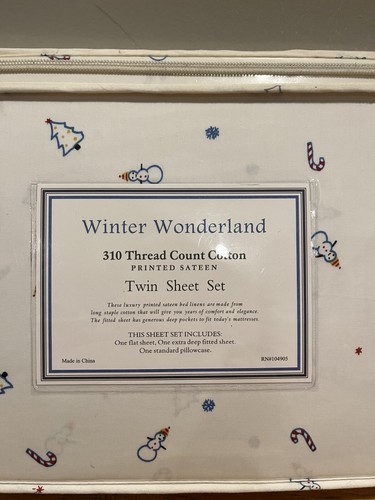 Winter Wonderland
310 Thread Count Cotton
PRINTED SATEEN
Twin Sheet Set
These luxury printed sateen bed linens are made from
long staple cotton that will give you years of comfort and elegance.
The fitted sheet has generous deep pockets to fit today's mattresses.
THIS SHEET SET INCLUDES:
One flat sheet, One extra deep fitted sheet.
One standard pillowcase.
Made in China
RN#104905